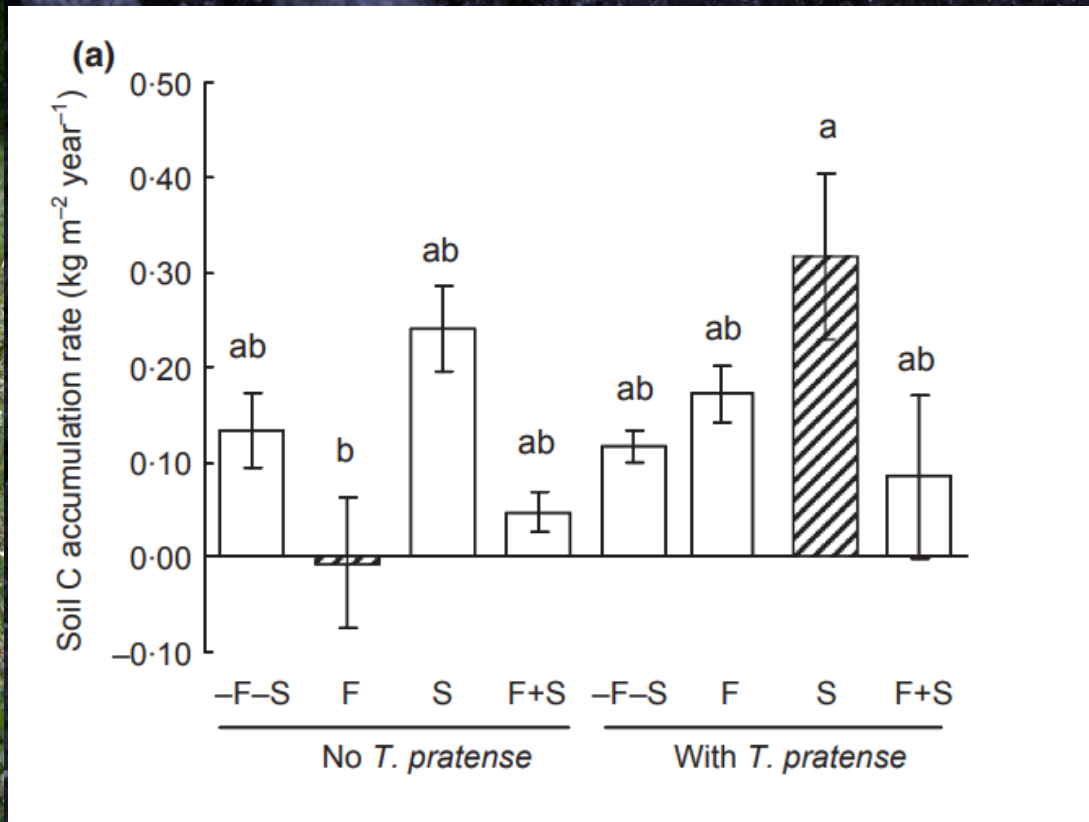 (a)
Soil C accumulation rate (kg m⁻² year⁻¹)
0·50
0·40
0·30
0·20
0·10
0·00
–0·10
ab
b
ab
ab
ab
ab
a
ab
–F–S F S F+S –F–S F S F+S
No T. pratense With T. pratense